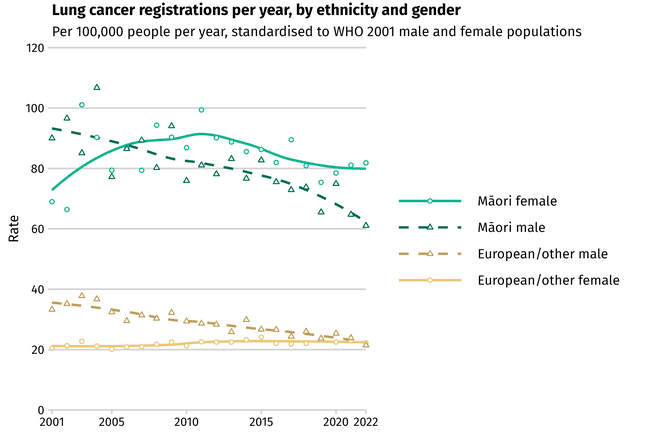 Lung cancer registrations per year, by ethnicity and gender
Per 100,000 people per year, standardised to WHO 2001 male and female populations
120
100
80
60
40
20
0
Rate
2001 2005 2010 2015 2020 2022
Māori female
Māori male
European/other male
European/other female